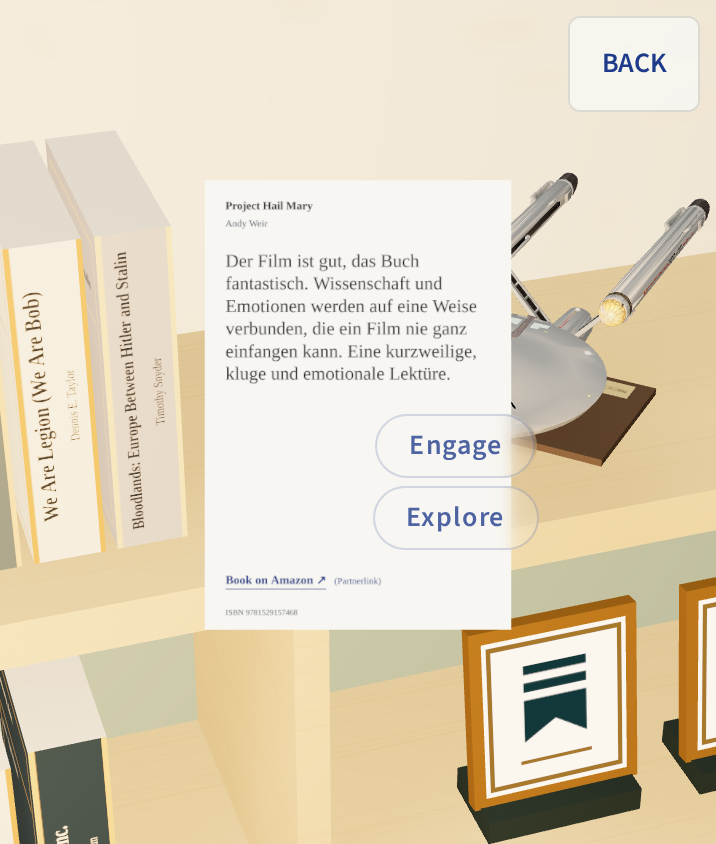 BACK
Project Hail Mary
Andy Weir
Der Film ist gut, das Buch
fantastisch. Wissenschaft und
Emotionen werden auf eine Weise
verbunden, die ein Film nie ganz
einfangen kann. Eine kurzweilige,
kluge und emotionale Lektüre.
Engage
Explore
Book on Amazon ↗ (Partnerlink)
ISBN 9781529157468
We Are Legion (We Are Bob)
Dennis E. Taylor
Bloodlands: Europe Between Hitler and Stalin
Timothy Snyder
nc.